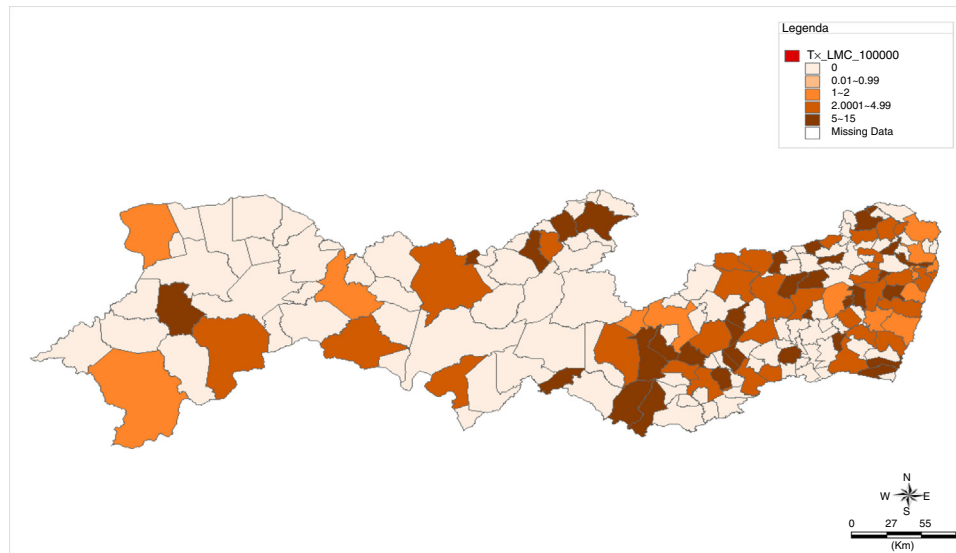 Legenda
T×_LMC_100000
0
0.01~0.99
1~2
2.0001~4.99
5~15
Missing Data
N
W E
S
0 27 55
(Km)